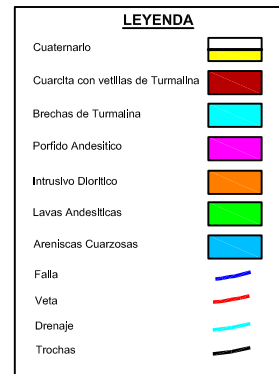 LEYENDA
Cuaternario
Cuarcita con vetillas de Turmalina
Brechas de Turmalina
Porfido Andesitico
Intrusivo Dioritico
Lavas Andesiticas
Areniscas Cuarzosas
Falla
Veta
Drenaje
Trochas